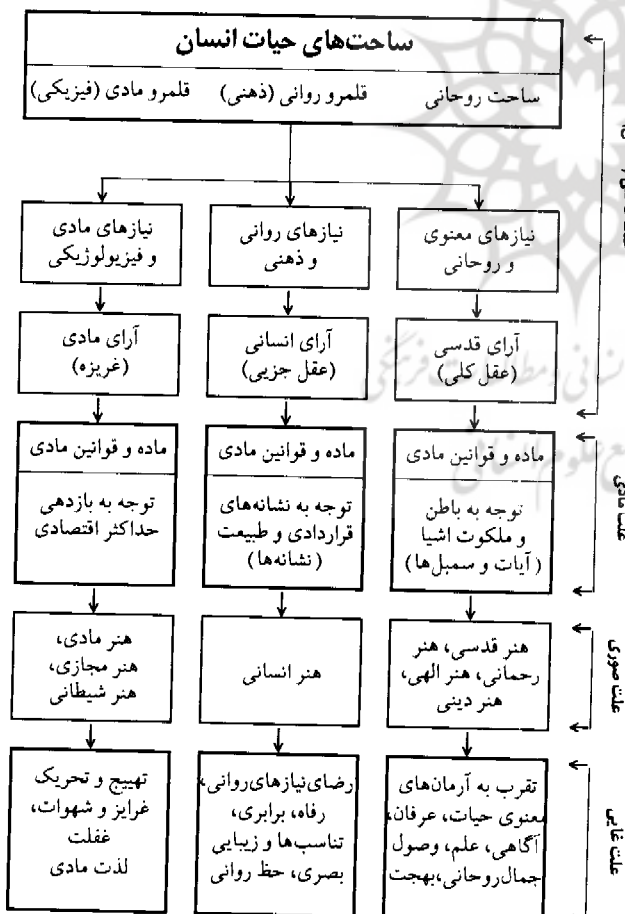 ساحت‌های حیات انسان
ساحت روحانی قلمرو روانی (ذهنی) قلمرو مادی (فیزیکی)
نیازهای معنوی
و روحانی
نیازهای روانی
و ذهنی
نیازهای مادی
و فیزیولوژیکی
آرای قدسی
(عقل کلی)
آرای انسانی
(عقل جزیی)
آرای مادی
(غریزه)
ماده و قوانین مادی
توجه به باطن
و ملکوت اشیا
(آیات و سمبل‌ها)
ماده و قوانین مادی
توجه به نشانه‌های
قراردادی و طبیعت
(نشانه‌ها)
ماده و قوانین مادی
توجه به بازدهی
حداکثر اقتصادی
علت مادی
هنر قدسی، هنر
رحمانی، هنر الهی،
هنر دینی
هنر انسانی
هنر مادی،
هنر مجازی،
هنر شیطانی
علت صوری
تقرب به آرمان‌های
معنوی حیات، عرفان،
آگاهی، علم، وصول
جمال روحانی، بهجت
رضای نیازهای روانی،
رفاه، برابری،
تناسب‌ها و زیبایی
بصری، حظ روانی
تهییج و تحریک
غرایز و شهوات،
غفلت
لذت مادی
علت غایی